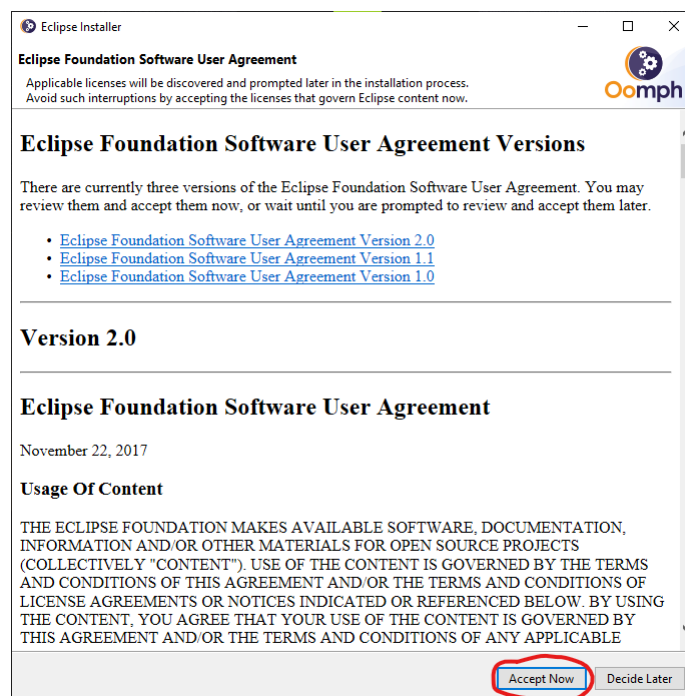 Eclipse Installer
Eclipse Foundation Software User Agreement
Applicable licenses will be discovered and prompted later in the installation process.
Avoid such interruptions by accepting the licenses that govern Eclipse content now.
Oomph
Eclipse Foundation Software User Agreement Versions
There are currently three versions of the Eclipse Foundation Software User Agreement. You may
review them and accept them now, or wait until you are prompted to review and accept them later.
• Eclipse Foundation Software User Agreement Version 2.0
• Eclipse Foundation Software User Agreement Version 1.1
• Eclipse Foundation Software User Agreement Version 1.0
Version 2.0
Eclipse Foundation Software User Agreement
November 22, 2017
Usage Of Content
THE ECLIPSE FOUNDATION MAKES AVAILABLE SOFTWARE, DOCUMENTATION,
INFORMATION AND/OR OTHER MATERIALS FOR OPEN SOURCE PROJECTS
(COLLECTIVELY "CONTENT"). USE OF THE CONTENT IS GOVERNED BY THE TERMS
AND CONDITIONS OF THIS AGREEMENT AND/OR THE TERMS AND CONDITIONS OF
LICENSE AGREEMENTS OR NOTICES INDICATED OR REFERENCED BELOW. BY USING
THE CONTENT, YOU AGREE THAT YOUR USE OF THE CONTENT IS GOVERNED BY
THIS AGREEMENT AND/OR THE TERMS AND CONDITIONS OF ANY APPLICABLE
Accept Now
Decide Later